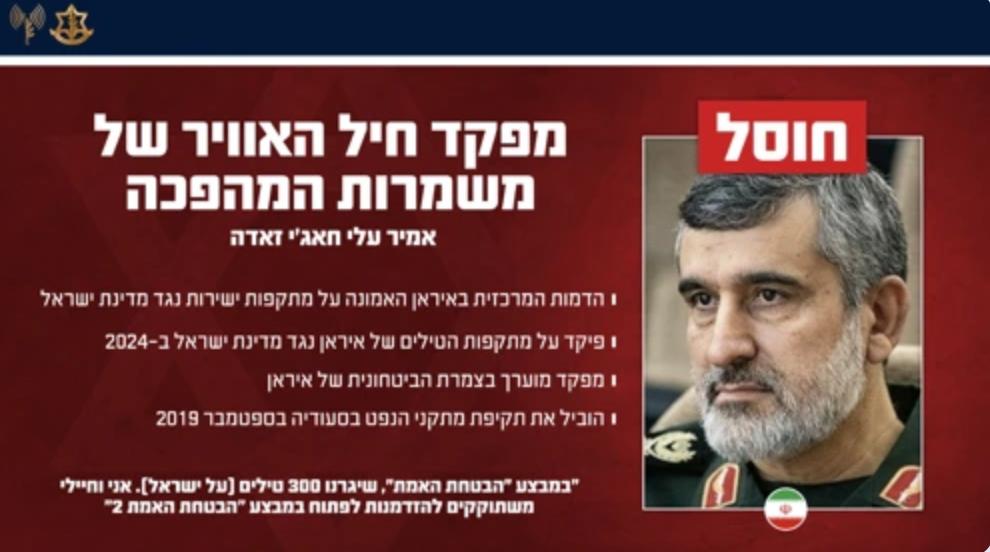 חוסל
מפקד חיל האוויר של
משמרות המהפכה
אמיר עלי חאג'י זאדה
הדמות המרכזית באיראן האמונה על מתקפות ישירות נגד מדינת ישראל
פיקד על מתקפות הטילים של איראן נגד מדינת ישראל ב-2024
מפקד מוערך בצמרת הביטחונית של איראן
הוביל את תקיפת מתקני הנפט בסעודיה בספטמבר 2019
"במבצע "הבטחת האמת", שיגרנו 300 טילים (על ישראל). אני וחיילי
משתוקקים להזדמנות לפתוח במבצע "הבטחת האמת 2"